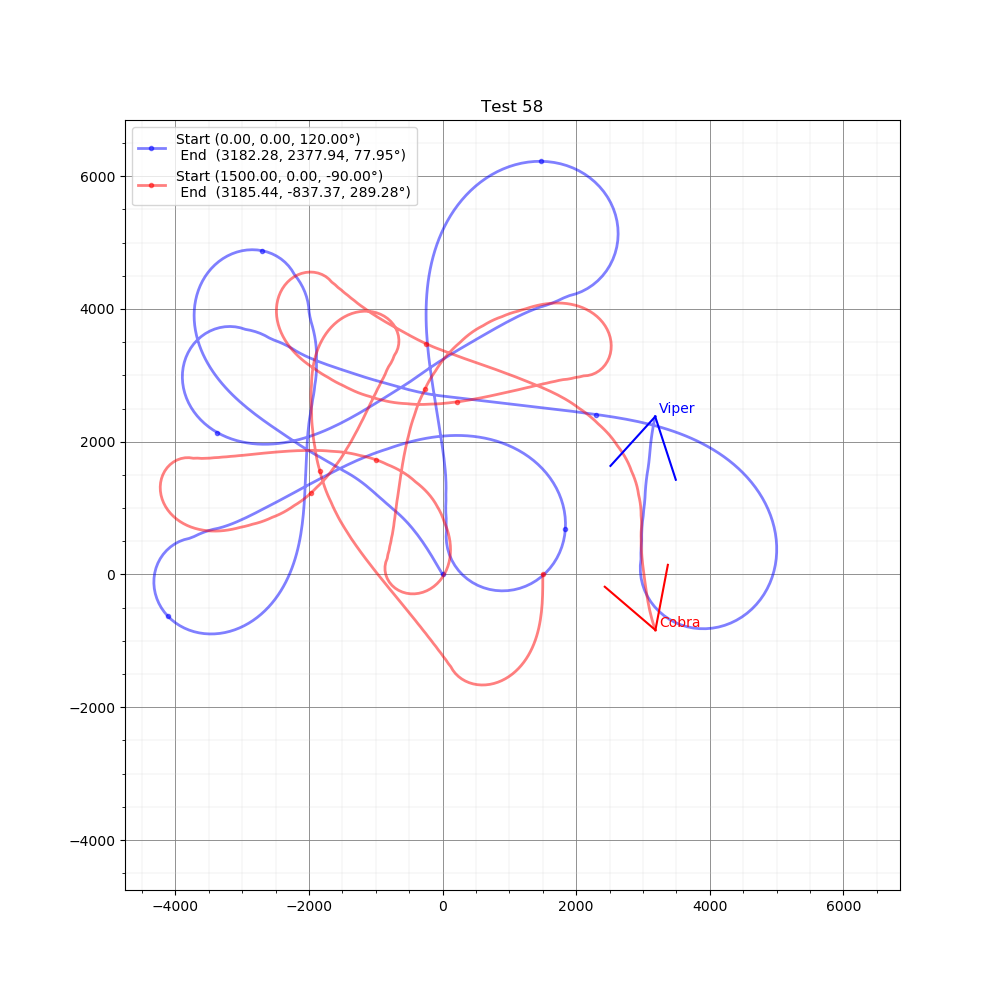 Test 58
Start (0.00, 0.00, 120.00°)
End  (3182.28, 2377.94, 77.95°)
Start (1500.00, 0.00, -90.00°)
End  (3185.44, -837.37, 289.28°)
6000
4000
2000
0
−2000
−4000
Viper
Cobra
−4000
−2000
0
2000
4000
6000